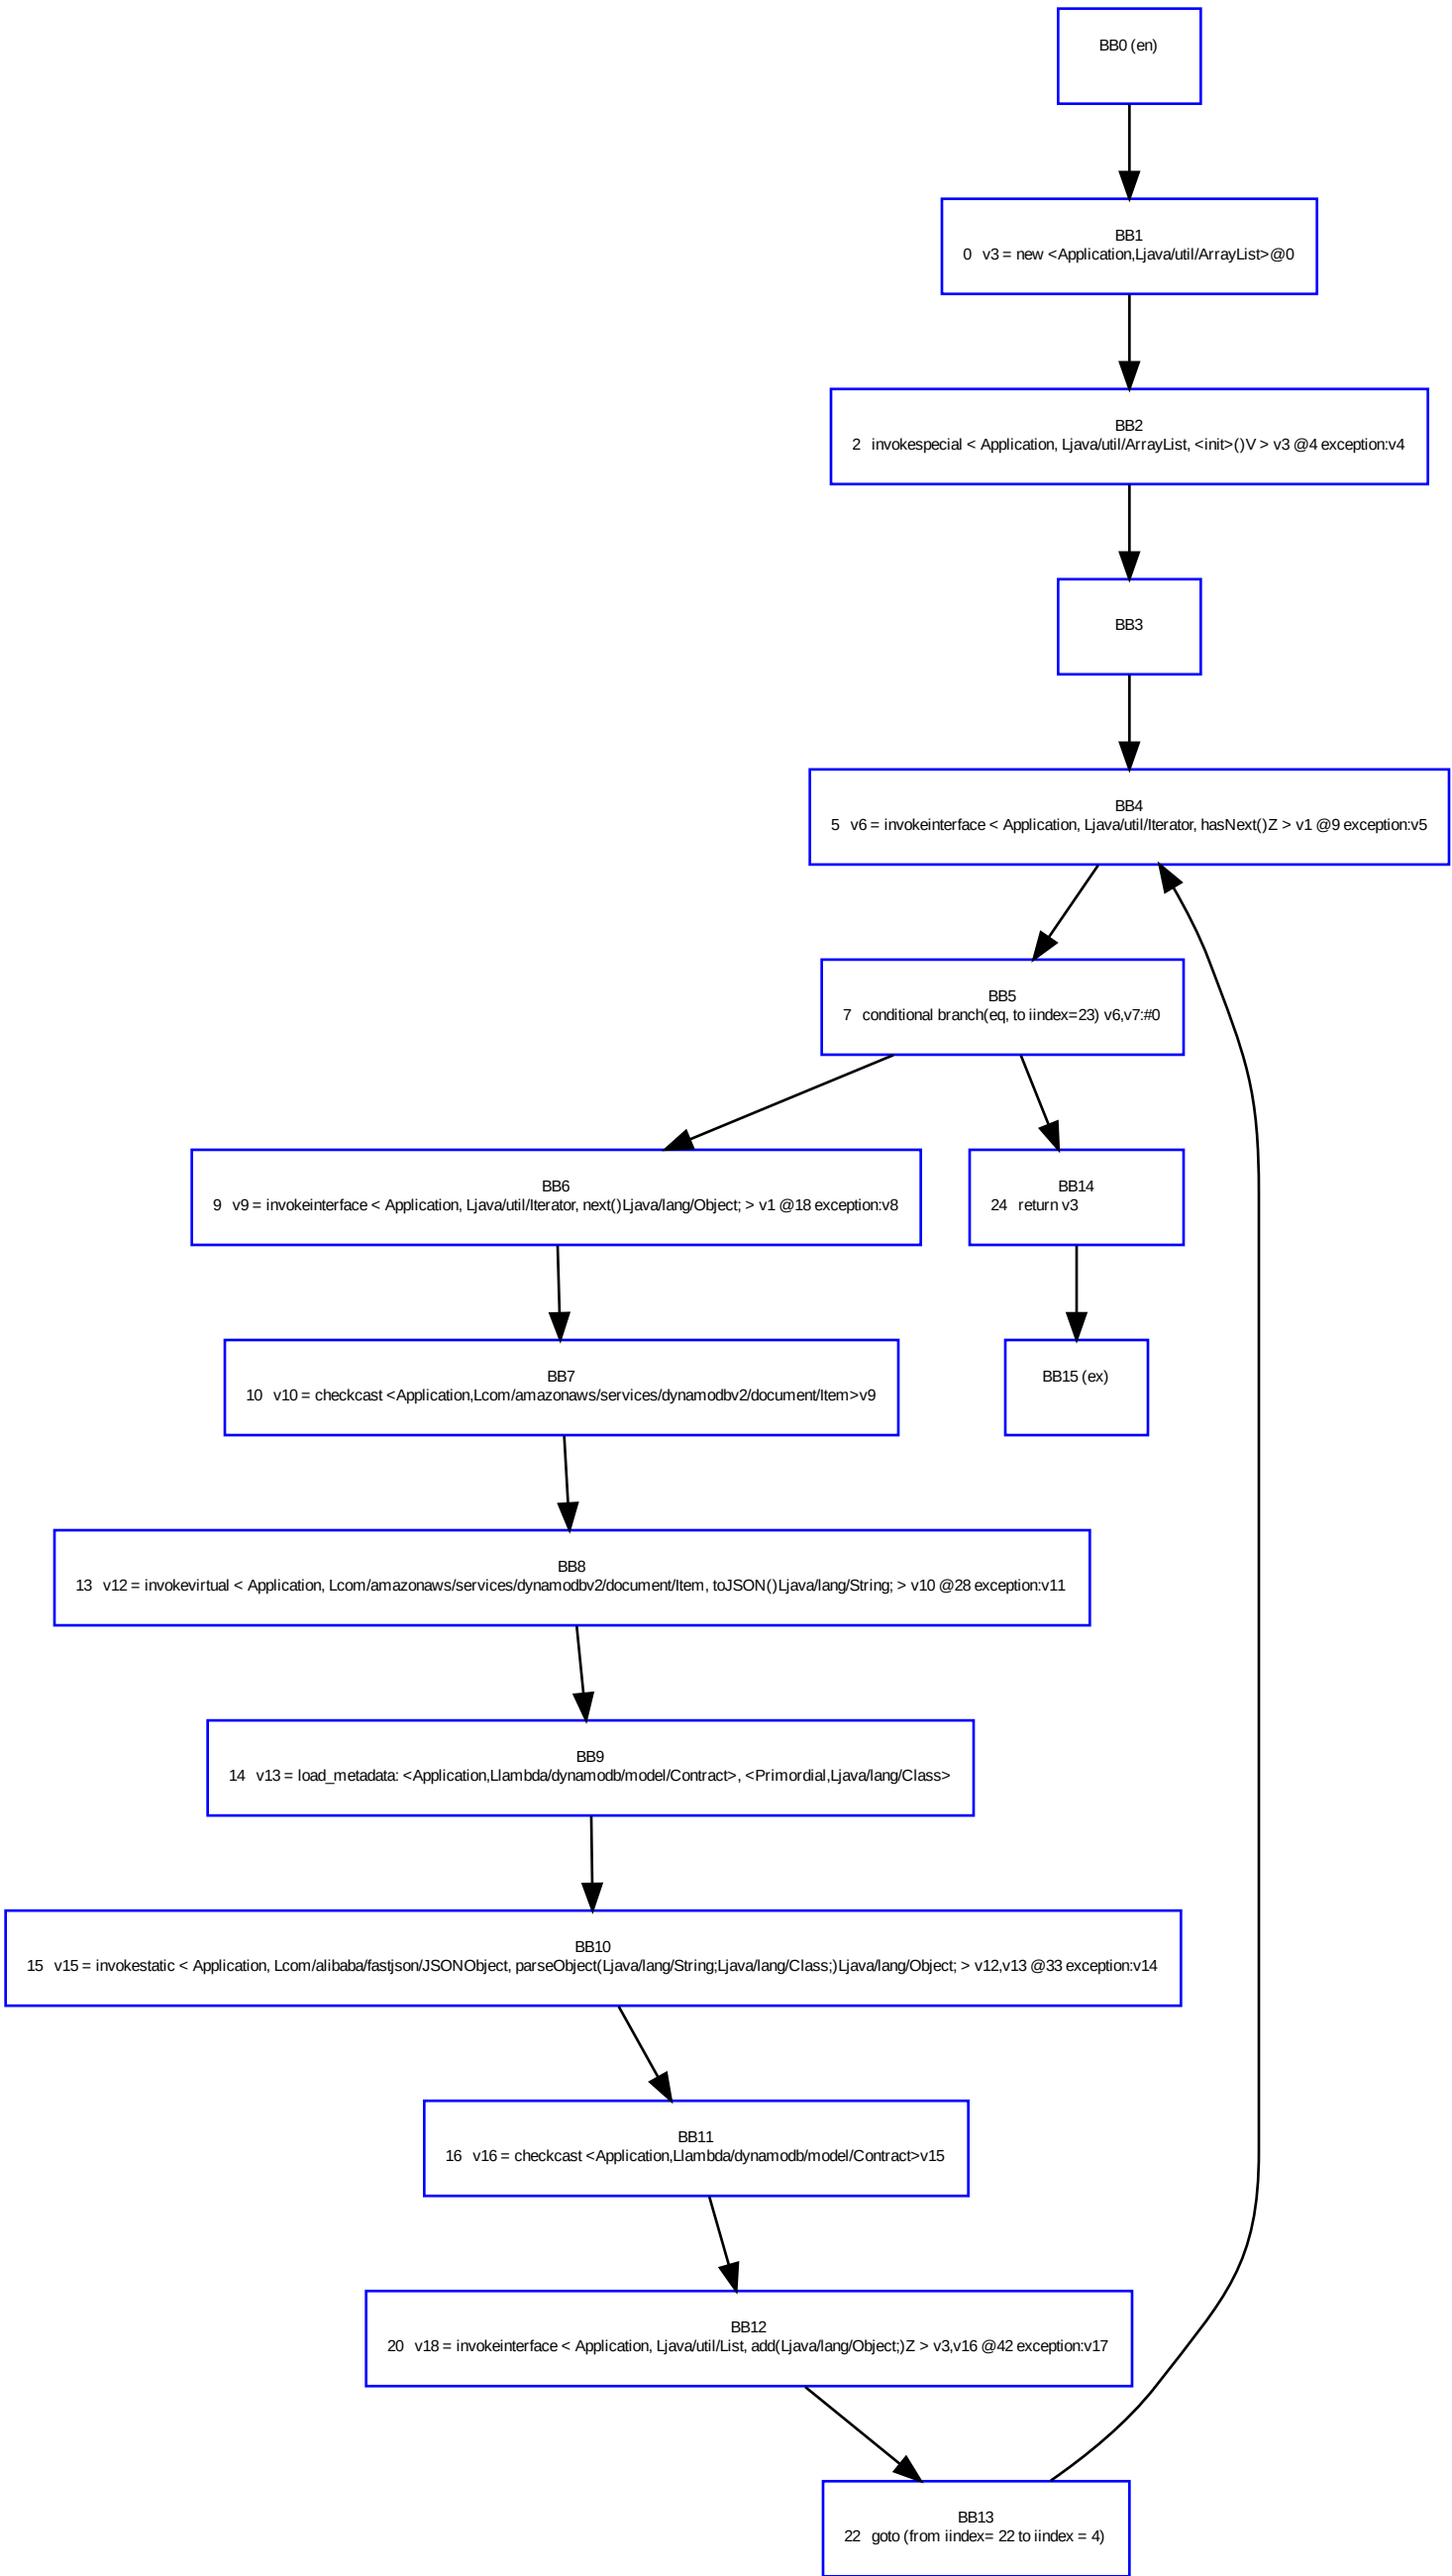 BB0 (en)
BB1
0 v3 = new <Application,Ljava/util/ArrayList>@0
BB2
2 invokespecial < Application, Ljava/util/ArrayList, <init>()V > v3 @4 exception:v4
BB3
BB4
5 v6 = invokeinterface < Application, Ljava/util/Iterator, hasNext()Z > v1 @9 exception:v5
BB5
7 conditional branch(eq, to iindex=23) v6,v7:#0
BB6
9 v9 = invokeinterface < Application, Ljava/util/Iterator, next()Ljava/lang/Object; > v1 @18 exception:v8
BB14
24 return v3
BB7
10 v10 = checkcast <Application,Lcom/amazonaws/services/dynamodbv2/document/Item>v9
BB15 (ex)
BB8
13 v12 = invokevirtual < Application, Lcom/amazonaws/services/dynamodbv2/document/Item, toJSON()Ljava/lang/String; > v10 @28 exception:v11
BB9
14 v13 = load_metadata: <Application,Llambda/dynamodb/model/Contract>, <Primordial,Ljava/lang/Class>
BB10
15 v15 = invokestatic < Application, Lcom/alibaba/fastjson/JSONObject, parseObject(Ljava/lang/String;Ljava/lang/Class;)Ljava/lang/Object; > v12,v13 @33 exception:v14
BB11
16 v16 = checkcast <Application,Llambda/dynamodb/model/Contract>v15
BB12
20 v18 = invokeinterface < Application, Ljava/util/List, add(Ljava/lang/Object;)Z > v3,v16 @42 exception:v17
BB13
22 goto (from iindex= 22 to iindex = 4)